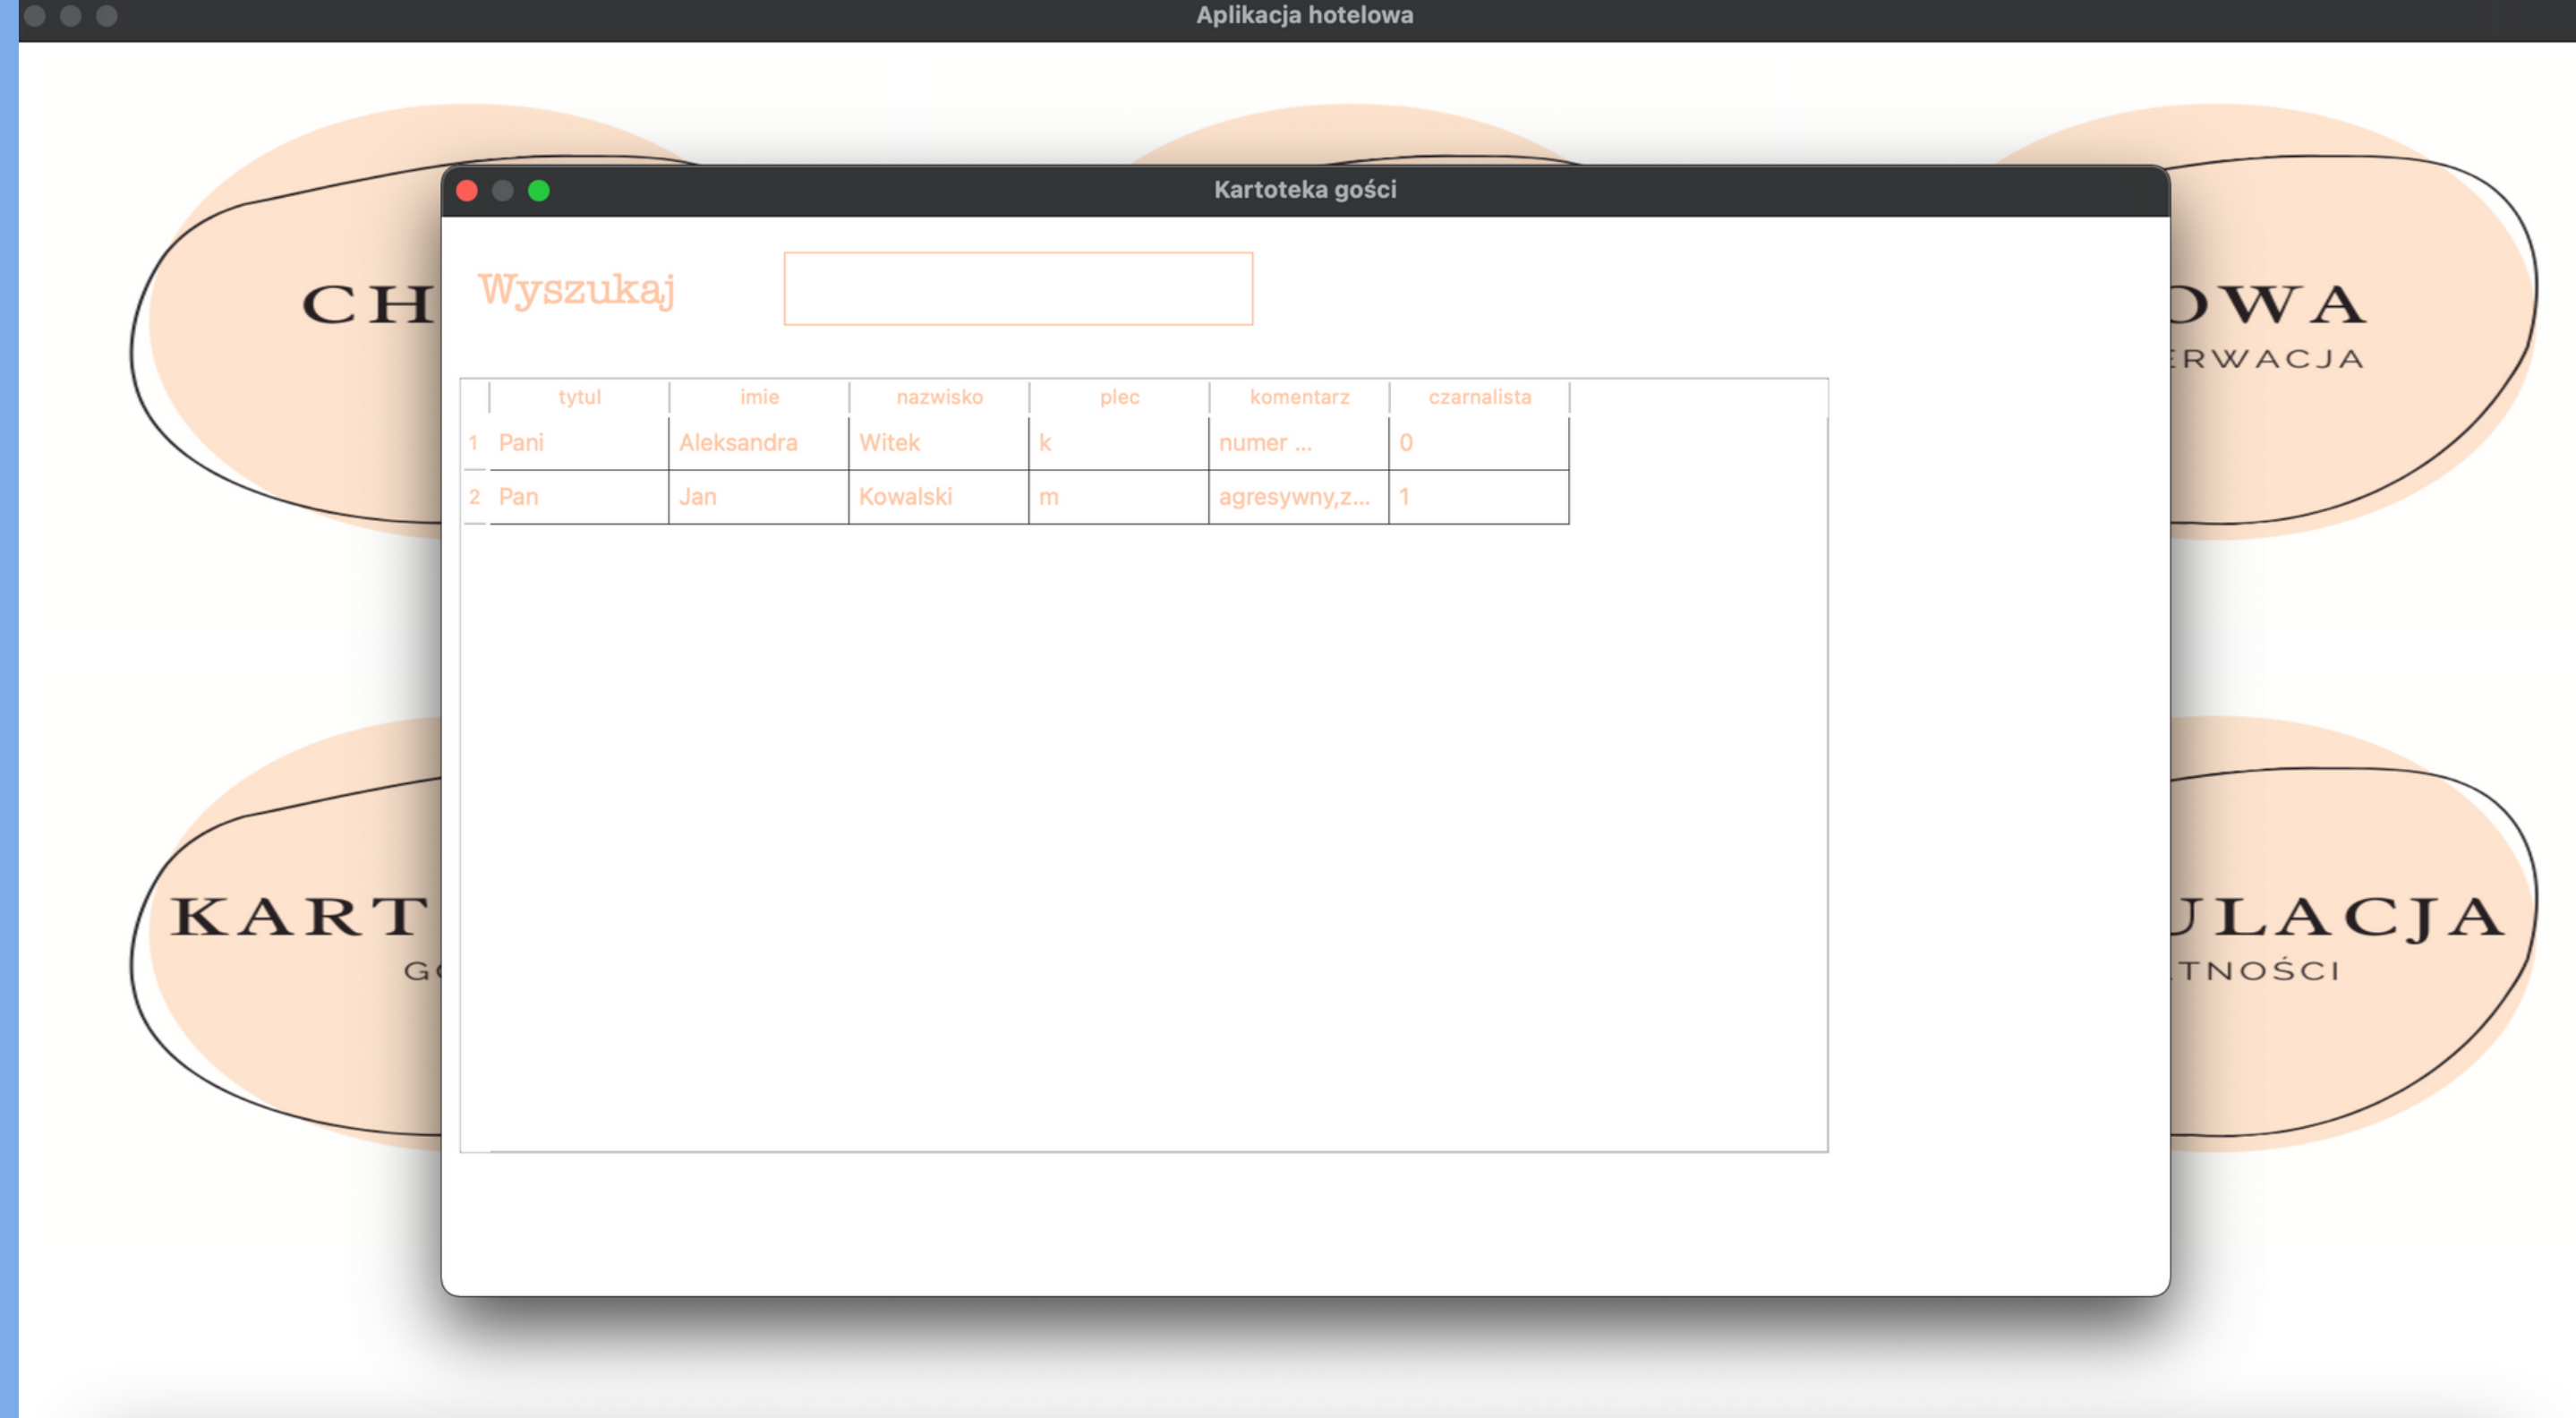 Aplikacja hotelowa
Kartoteka gości
Wyszukaj
tytul imie nazwisko plec komentarz czarnalista
1 Pani Aleksandra Witek k numer ... 0
2 Pan Jan Kowalski m agresywny,z... 1
CH
OWA
ERWACJA
KART
GO
ULACJA
TNOŚCI